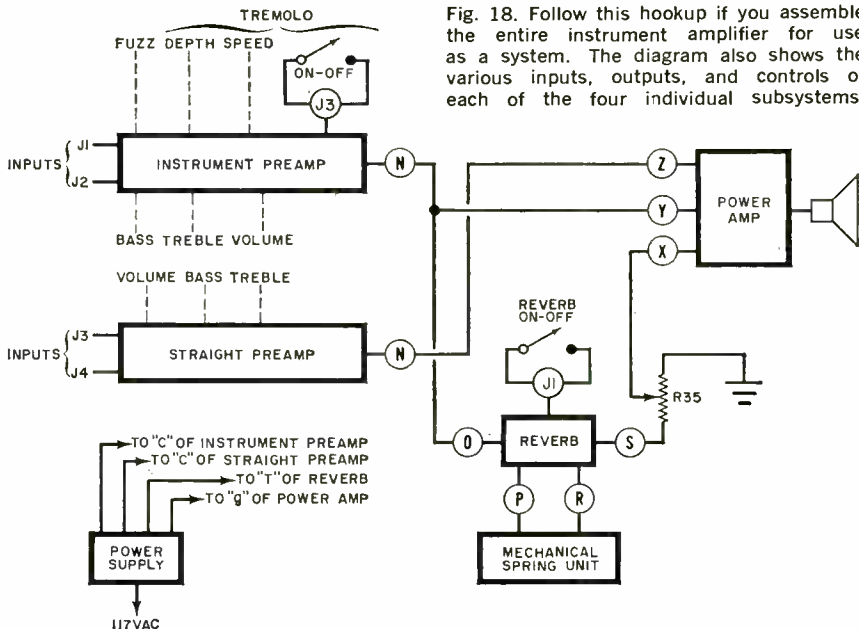 Fig. 18. Follow this hookup if you assemble
the entire instrument amplifier for use
as a system. The diagram also shows the
various inputs, outputs, and controls o
each of the four individual subsystems
TREMOLO
FUZZ DEPTH SPEED
ON-OFF
J3
INPUTS
J1
J2
INSTRUMENT PREAMP
N
BASS TREBLE VOLUME
VOLUME BASS TREBLE
INPUTS
J3
J4
STRAIGHT PREAMP
N
Z
Y
X
POWER
AMP
REVERB
ON-OFF
J1
O
REVERB
S
R35
P
R
MECHANICAL
SPRING UNIT
TO "C" OF INSTRUMENT PREAMP
TO "C" OF STRAIGHT PREAMP
TO "T" OF REVERB
TO "g" OF POWER AMP
POWER
SUPPLY
117VAC